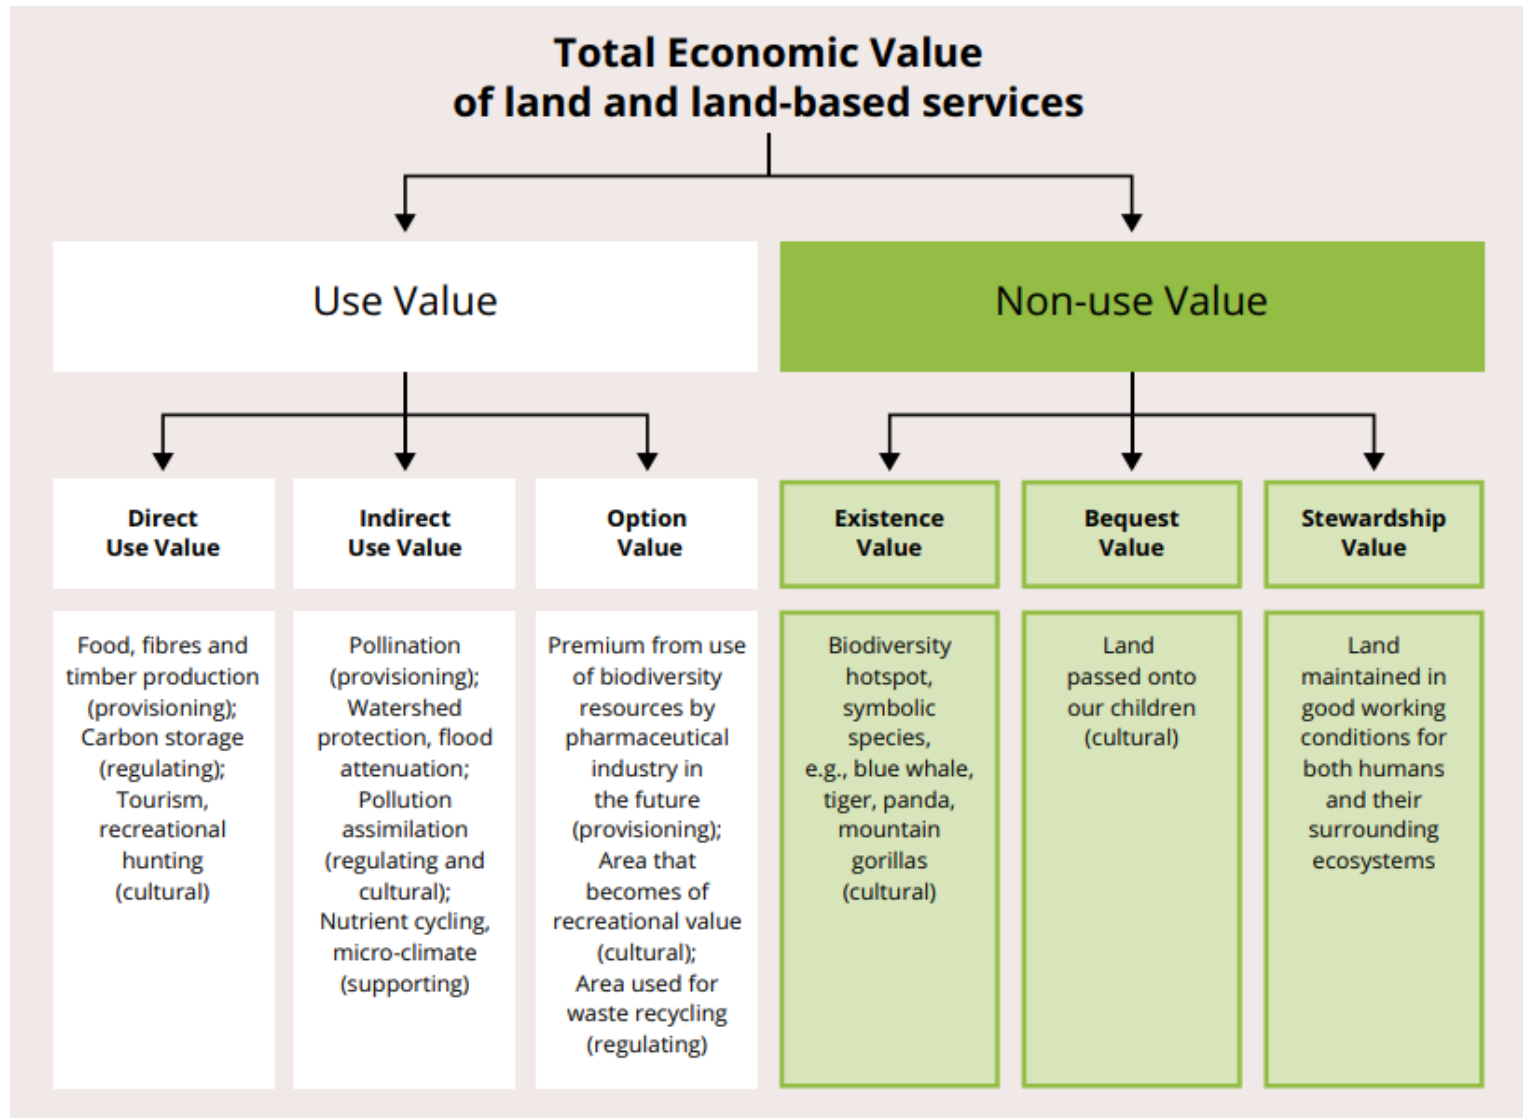 Total Economic Value
of land and land-based services
Use Value
Non-use Value
Direct
Use Value
Indirect
Use Value
Option
Value
Existence
Value
Bequest
Value
Stewardship
Value
Food, fibres and
timber production
(provisioning);
Carbon storage
(regulating);
Tourism,
recreational
hunting
(cultural)
Pollination
(provisioning);
Watershed
protection, flood
attenuation;
Pollution
assimilation
(regulating and
cultural);
Nutrient cycling,
micro-climate
(supporting)
Premium from use
of biodiversity
resources by
pharmaceutical
industry in
the future
(provisioning);
Area that
becomes of
recreational value
(cultural);
Area used for
waste recycling
(regulating)
Biodiversity
hotspot,
symbolic
species,
e.g., blue whale,
tiger, panda,
mountain
gorillas
(cultural)
Land
passed onto
our children
(cultural)
Land
maintained in
good working
conditions for
both humans
and their
surrounding
ecosystems